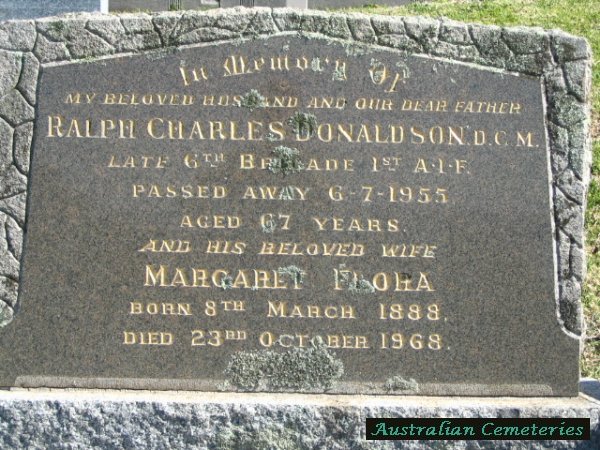 In Memory Of
MY BELOVED HUSBAND AND OUR DEAR FATHER
RALPH CHARLES DONALDSON D.C.M.
LATE 6TH BRIGADE 1ST A.I.F.
PASSED AWAY 6-7-1955
AGED 67 YEARS.
AND HIS BELOVED WIFE
MARGARET FLORA
BORN 8TH MARCH 1888.
DIED 23RD OCTOBER 1968.
Australian Cemeteries